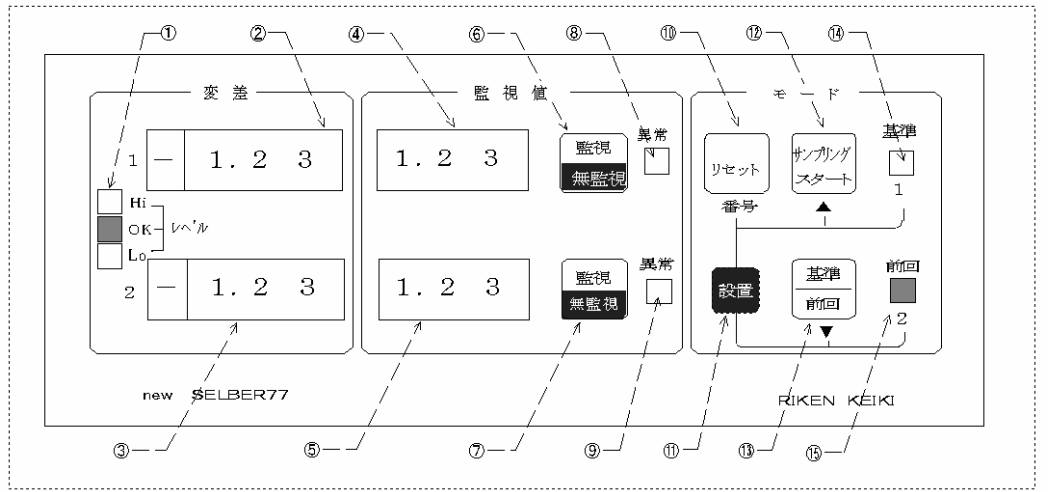 ① ② ④ ⑥ ⑧ ⑩ ⑫ ⑭
変差 監視値 モード
1 － 1. 2 3 1. 2 3 監視 無監視 異常 リセット サンプリング スタート 基準 1
Hi
OK レベル
Lo
番号
2 － 1. 2 3 1. 2 3 監視 無監視 異常 設置 基準 前回 前回 2
new SELBER77 RIKEN KEIKI
③ ⑤ ⑦ ⑨ ⑪ ⑬ ⑮